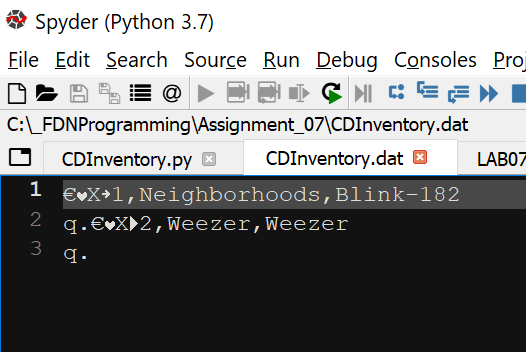 Spyder (Python 3.7)
File Edit Search Source Run Debug Consoles Proj
C:\_FDNProgramming\Assignment_07\CDInventory.dat
CDInventory.py CDInventory.dat LAB07
1 €♥X→1,Neighborhoods,Blink-182
2 q.€♥X▶2,Weezer,Weezer
3 q.